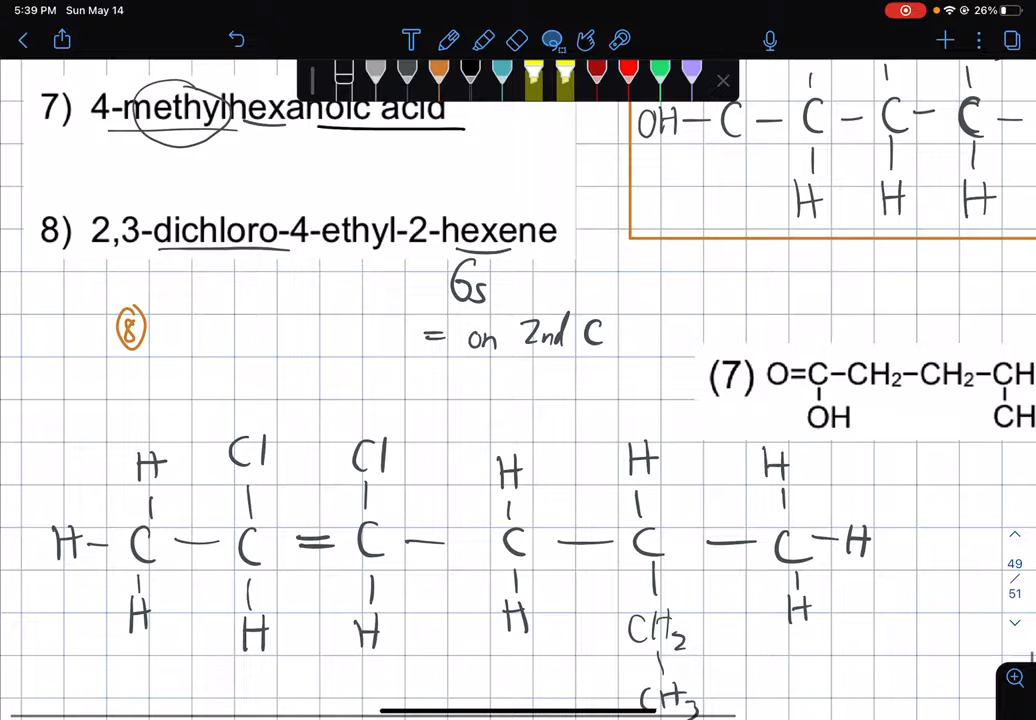 5:39 PM Sun May 14
26%
7) 4-methylhexanoic acid
OH—C—C—C—C—
H H H
8) 2,3-dichloro-4-ethyl-2-hexene
6s
= on 2nd C
8
(7) O=C—CH₂—CH₂—CH
OH CH
H Cl Cl H H H
H—C—C=C—C—C—C—H
H H H H CH₂ H
CH₃
49
/
51